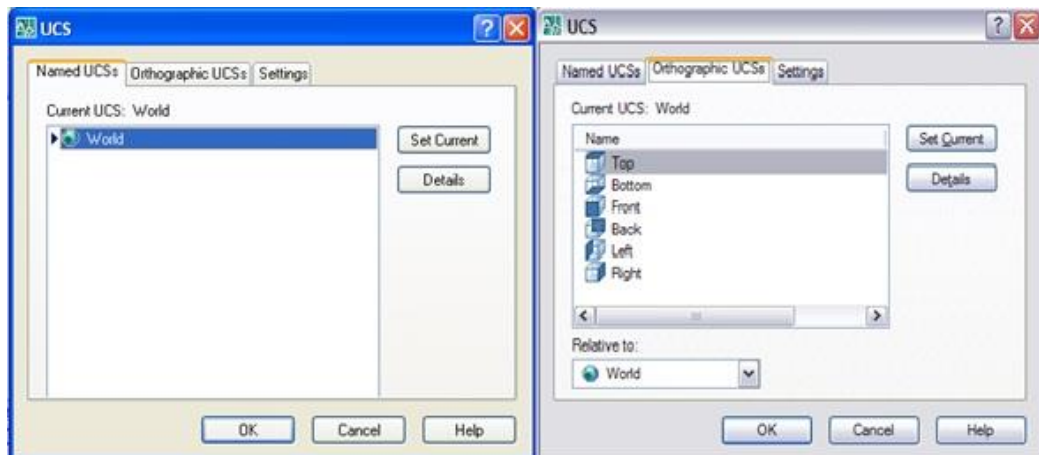 UCS
Named UCSs Orthographic UCSs Settings
Current UCS: World
World
Set Current
Details
OK Cancel Help
UCS
Named UCSs Orthographic UCSs Settings
Current UCS: World
Name
Top
Bottom
Front
Back
Left
Right
Set Current
Details
Relative to:
World
OK Cancel Help